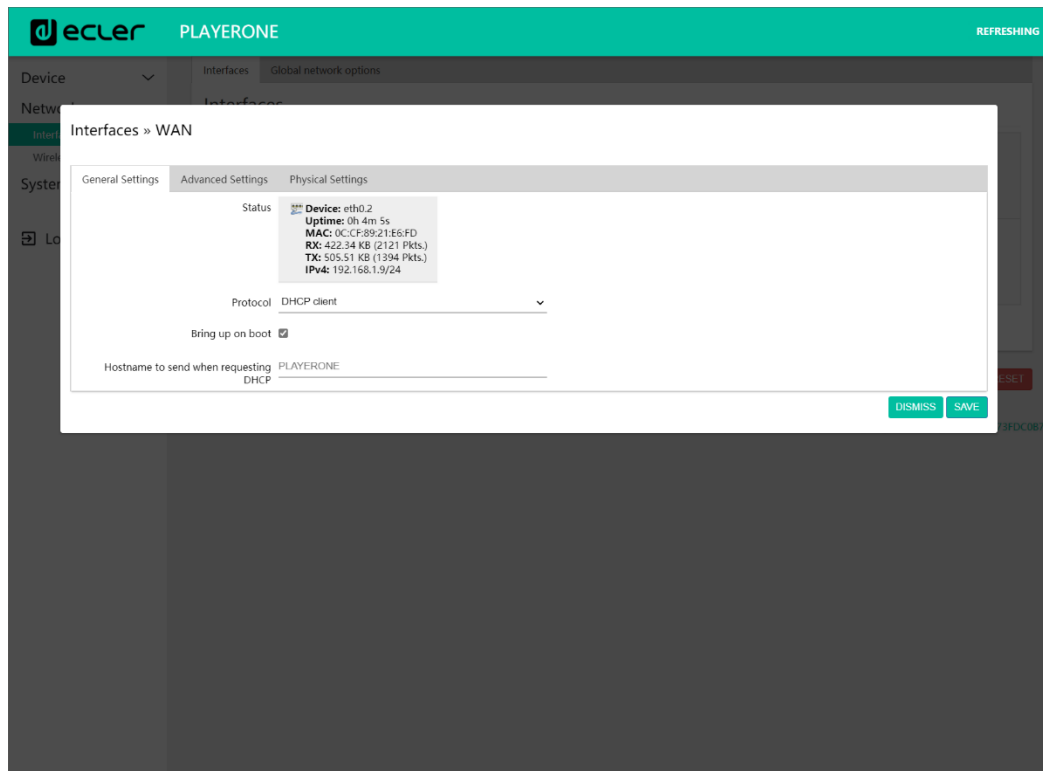 ecler PLAYERONE REFRESHING
Device
Interfaces Global network options
Interfaces
Interfaces » WAN
General Settings Advanced Settings Physical Settings
Status
Device: eth0.2
Uptime: 0h 4m 5s
MAC: 0C:CF:89:21:E6:FD
RX: 422.34 KB (2121 Pkts.)
TX: 505.51 KB (1394 Pkts.)
IPv4: 192.168.1.9/24
Protocol DHCP client
Bring up on boot
Hostname to send when requesting DHCP
PLAYERONE
DISMISS SAVE